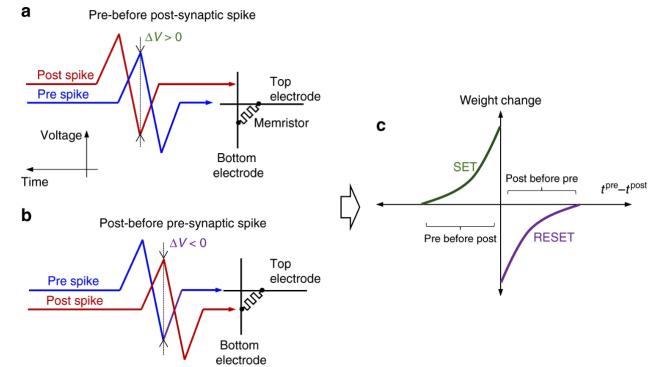 a
Pre-before post-synaptic spike
ΔV > 0
Post spike
Pre spike
Top
electrode
Memristor
Voltage
Bottom
electrode
Time
b
Post-before pre-synaptic spike
ΔV < 0
Pre spike
Post spike
Top
electrode
Bottom
electrode
c
Weight change
SET
Post before pre
t^pre–t^post
Pre before post
RESET